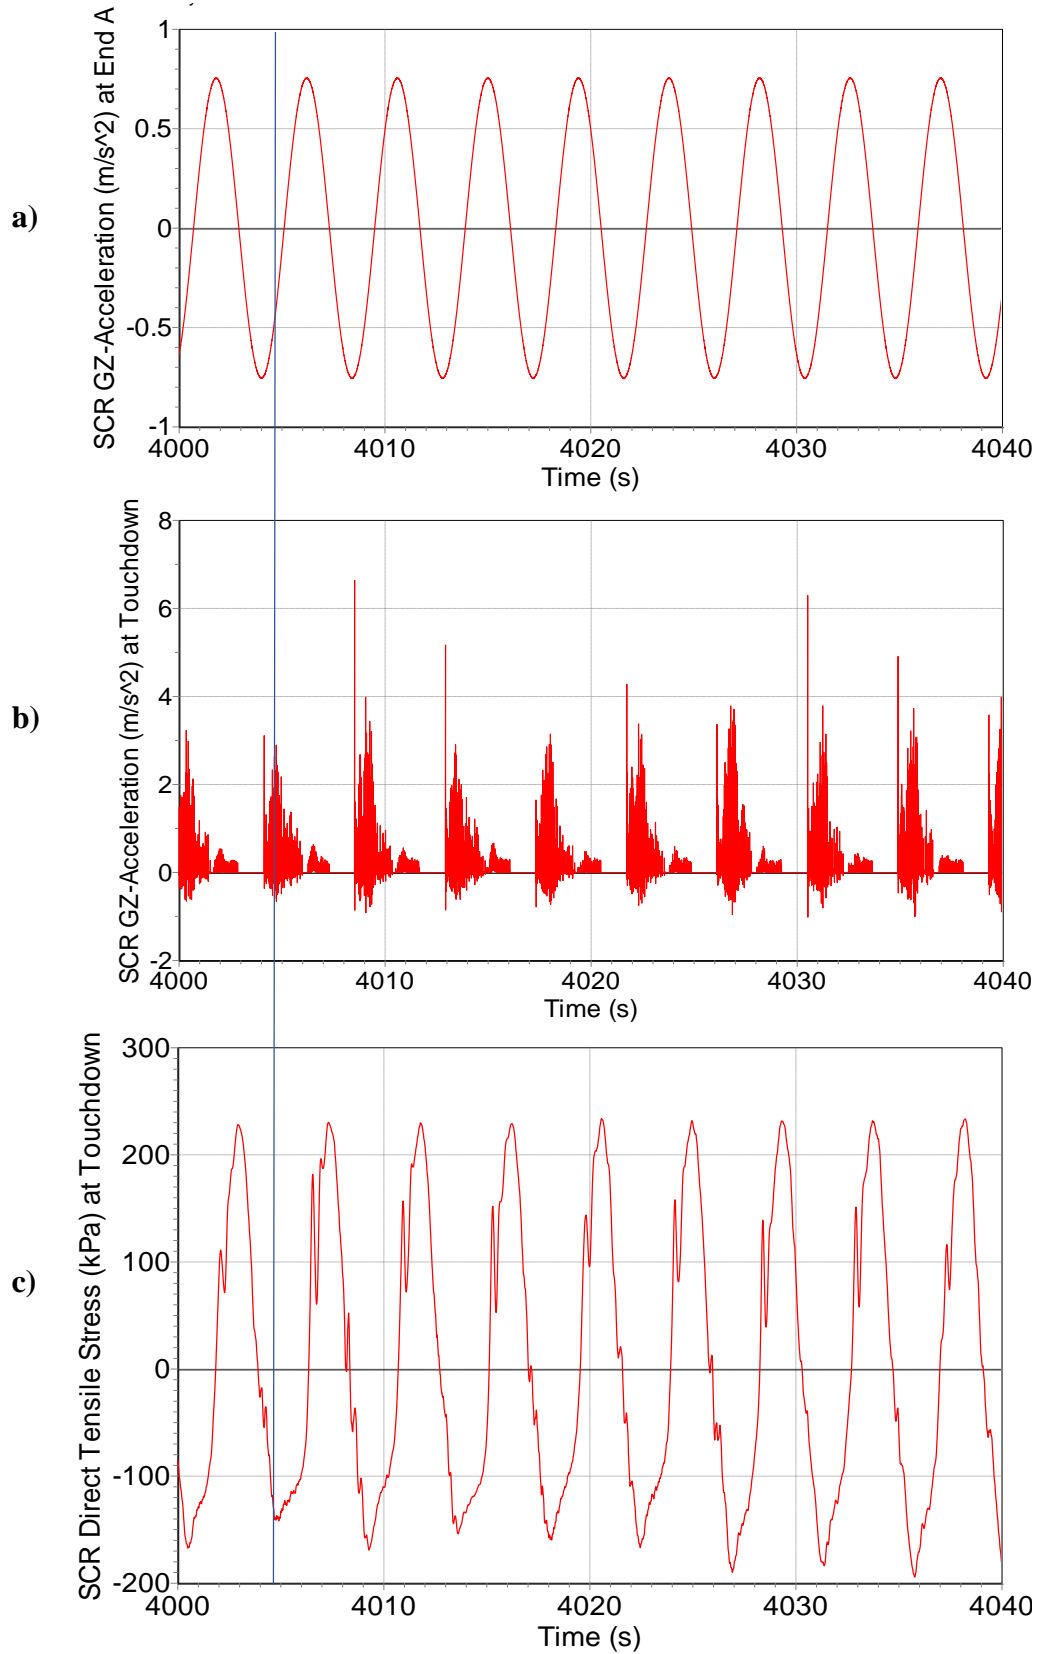 a)
SCR GZ-Acceleration (m/s^2) at End A
1
0.5
0
-0.5
-1
4000 4010 4020 4030 4040
Time (s)
b)
SCR GZ-Acceleration (m/s^2) at Touchdown
8
6
4
2
0
-2
4000 4010 4020 4030 4040
Time (s)
c)
SCR Direct Tensile Stress (kPa) at Touchdown
300
200
100
0
-100
-200
4000 4010 4020 4030 4040
Time (s)